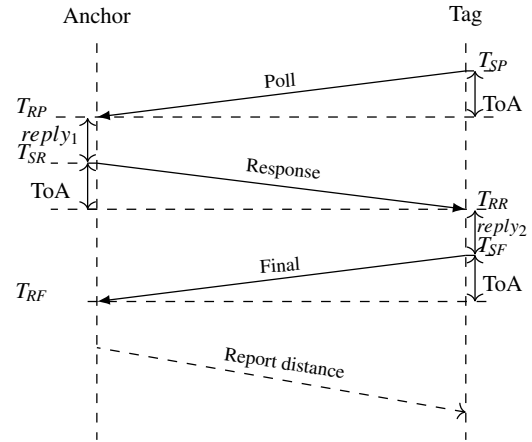 Anchor
Tag
T_SP
Poll
ToA
T_RP
reply_1
T_SR
Response
ToA
T_RR
reply_2
T_SF
Final
ToA
T_RF
Report distance